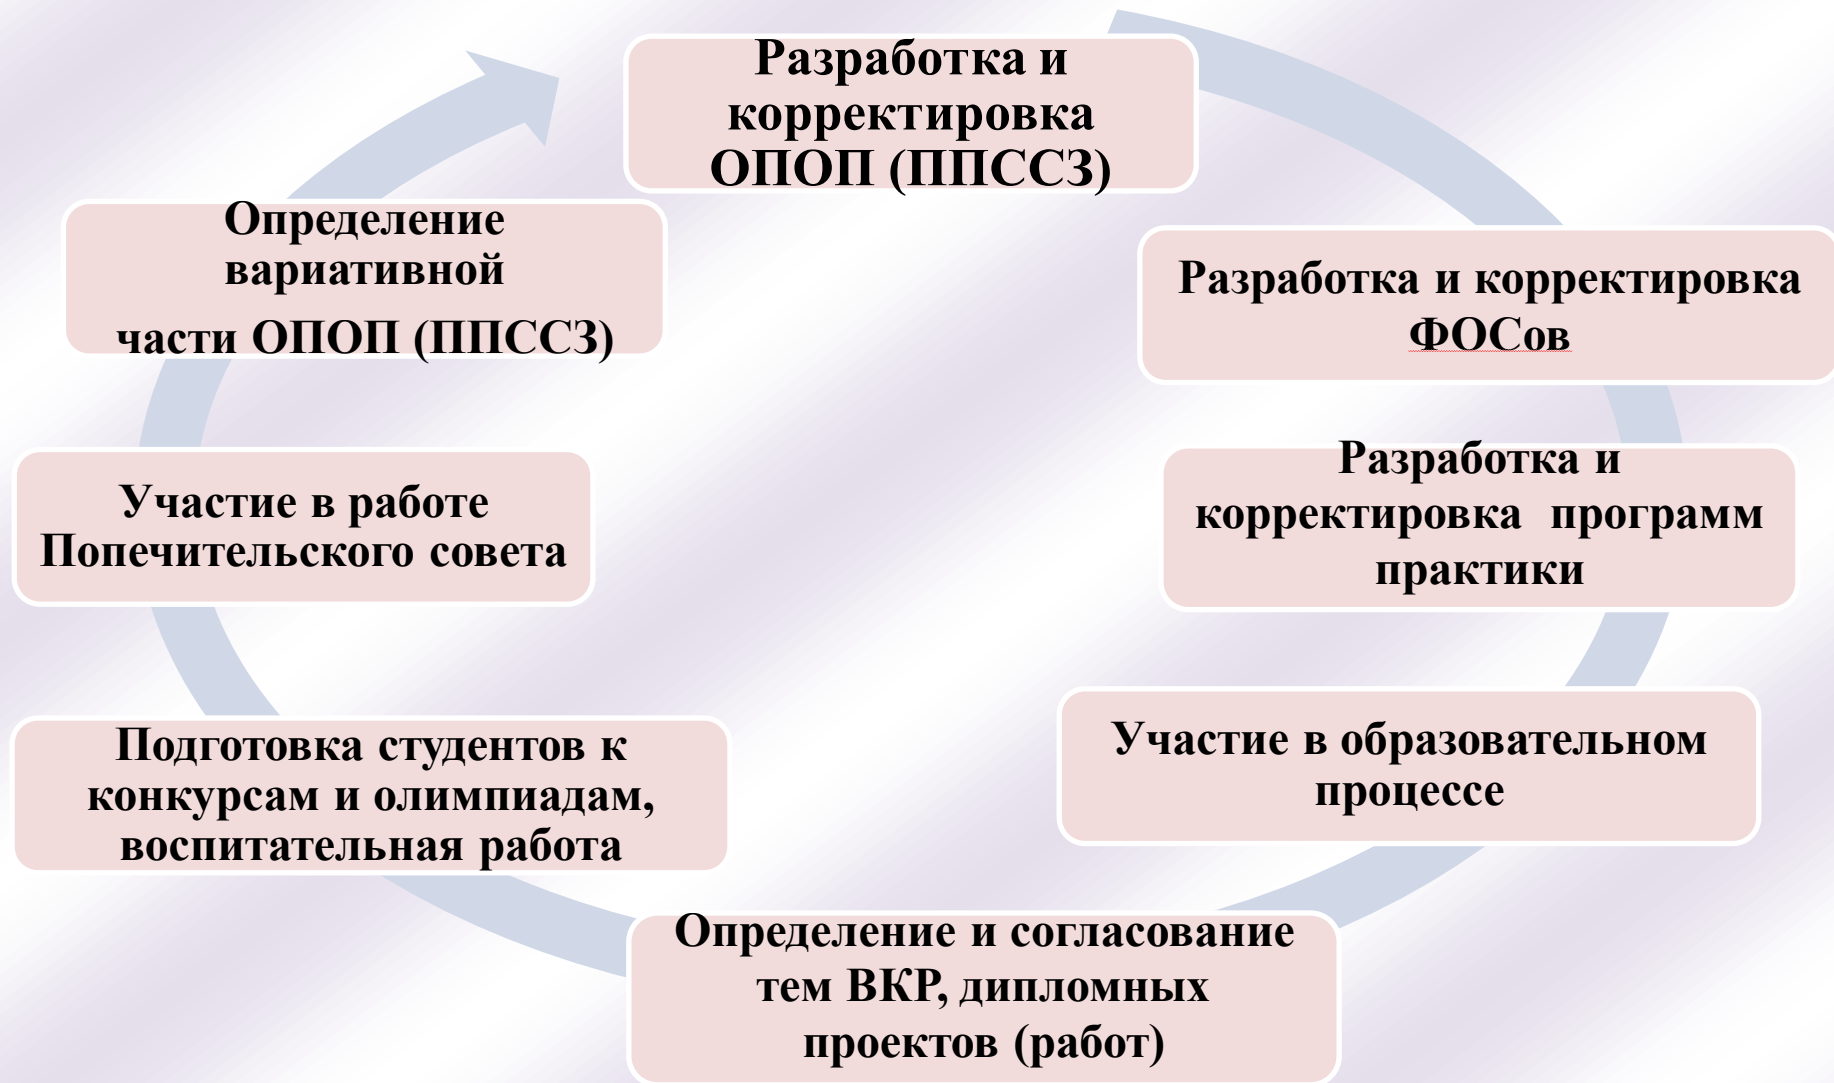 Разработка и
корректировка
ОПОП (ППССЗ)
Разработка и корректировка
ФОСов
Разработка и
корректировка программ
практики
Участие в образовательном
процессе
Определение и согласование
тем ВКР, дипломных
проектов (работ)
Подготовка студентов к
конкурсам и олимпиадам,
воспитательная работа
Участие в работе
Попечительского совета
Определение
вариативной
части ОПОП (ППССЗ)